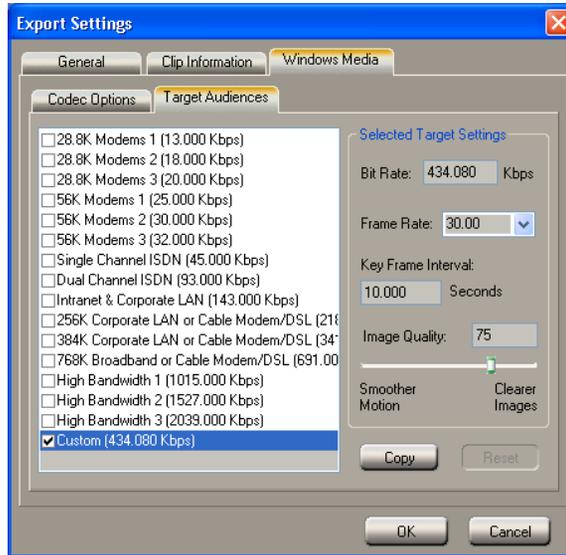 Export Settings
General
Clip Information
Windows Media
Codec Options
Target Audiences
28.8K Modems 1 (13.000 Kbps)
28.8K Modems 2 (18.000 Kbps)
28.8K Modems 3 (20.000 Kbps)
56K Modems 1 (25.000 Kbps)
56K Modems 2 (30.000 Kbps)
56K Modems 3 (32.000 Kbps)
Single Channel ISDN (45.000 Kbps)
Dual Channel ISDN (93.000 Kbps)
Intranet & Corporate LAN (143.000 Kbps)
256K Corporate LAN or Cable Modem/DSL (218
384K Corporate LAN or Cable Modem/DSL (347
768K Broadband or Cable Modem/DSL (691.00
High Bandwidth 1 (1015.000 Kbps)
High Bandwidth 2 (1527.000 Kbps)
High Bandwidth 3 (2039.000 Kbps)
Custom (434.080 Kbps)
Selected Target Settings
Bit Rate: 434.080 Kbps
Frame Rate: 30.00
Key Frame Interval:
10.000 Seconds
Image Quality: 75
Smoother Motion
Clearer Images
Copy
Reset
OK
Cancel